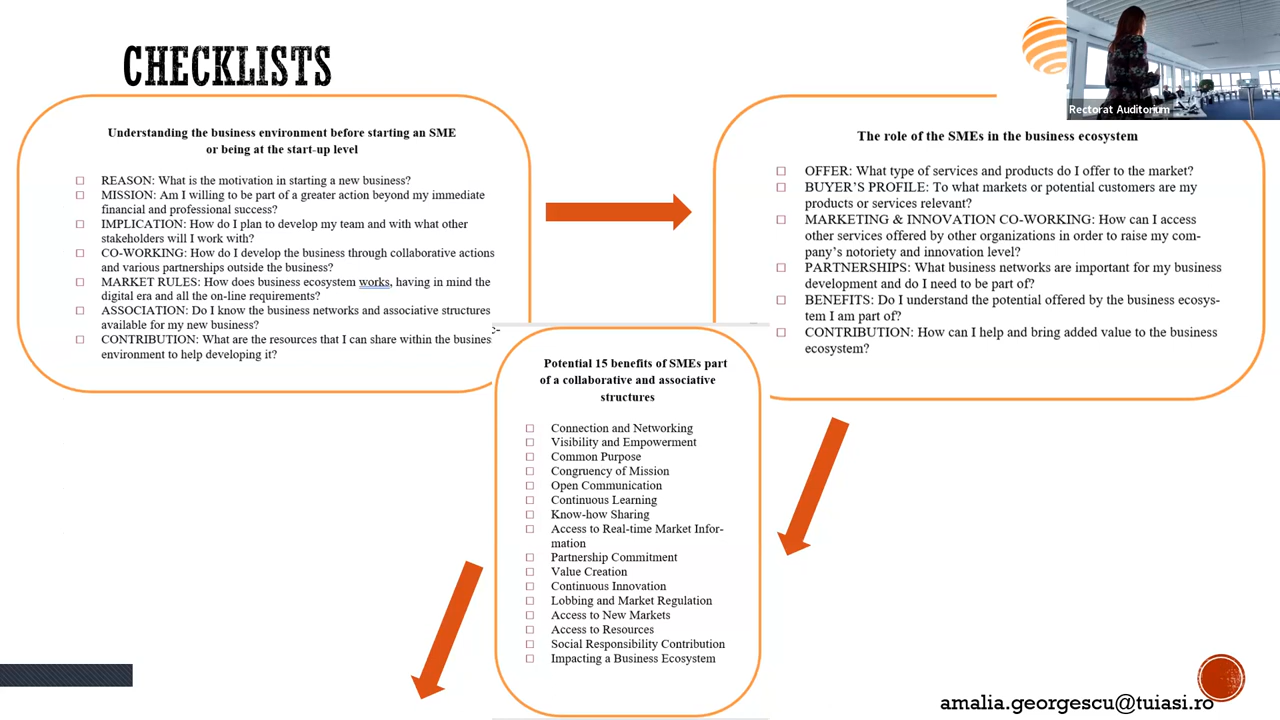 CHECKLISTS
Rectorat Auditorium
Understanding the business environment before starting an SME
or being at the start-up level
REASON: What is the motivation in starting a new business?
MISSION: Am I willing to be part of a greater action beyond my immediate
financial and professional success?
IMPLICATION: How do I plan to develop my team and with what other
stakeholders will I work with?
CO-WORKING: How do I develop the business through collaborative actions
and various partnerships outside the business?
MARKET RULES: How does business ecosystem works, having in mind the
digital era and all the on-line requirements?
ASSOCIATION: Do I know the business networks and associative structures
available for my new business?
CONTRIBUTION: What are the resources that I can share within the busines
environment to help developing it?
c-
The role of the SMEs in the business ecosystem
OFFER: What type of services and products do I offer to the market?
BUYER'S PROFILE: To what markets or potential customers are my
products or services relevant?
MARKETING & INNOVATION CO-WORKING: How can I access
other services offered by other organizations in order to raise my com-
pany's notoriety and innovation level?
PARTNERSHIPS: What business networks are important for my business
development and do I need to be part of?
BENEFITS: Do I understand the potential offered by the business ecosys-
tem I am part of?
CONTRIBUTION: How can I help and bring added value to the business
ecosystem?
Potential 15 benefits of SMEs part
of a collaborative and associative
structures
Connection and Networking
Visibility and Empowerment
Common Purpose
Congruency of Mission
Open Communication
Continuous Learning
Know-how Sharing
Access to Real-time Market Infor-
mation
Partnership Commitment
Value Creation
Continuous Innovation
Lobbing and Market Regulation
Access to New Markets
Access to Resources
Social Responsibility Contribution
Impacting a Business Ecosystem
amalia.georgescu@tuiasi.ro